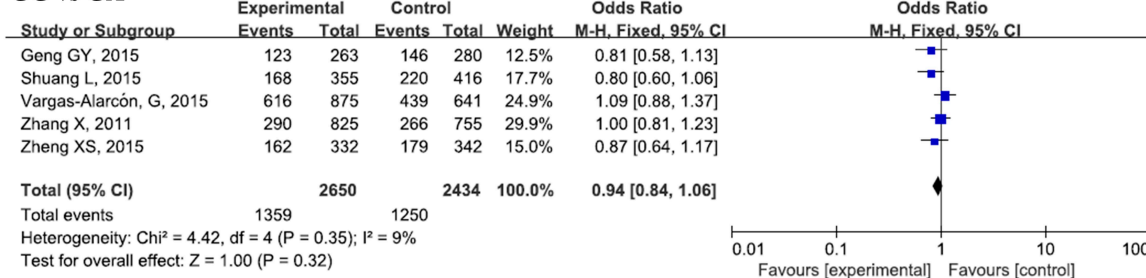 Experimental Control Odds Ratio Odds Ratio
Study or Subgroup Events Total Events Total Weight M-H, Fixed, 95% CI M-H, Fixed, 95% CI
Geng GY, 2015 123 263 146 280 12.5% 0.81 [0.58, 1.13]
Shuang L, 2015 168 355 220 416 17.7% 0.80 [0.60, 1.06]
Vargas-Alarcón, G, 2015 616 875 439 641 24.9% 1.09 [0.88, 1.37]
Zhang X, 2011 290 825 266 755 29.9% 1.00 [0.81, 1.23]
Zheng XS, 2015 162 332 179 342 15.0% 0.87 [0.64, 1.17]
Total (95% CI) 2650 2434 100.0% 0.94 [0.84, 1.06]
Total events 1359 1250
Heterogeneity: Chi² = 4.42, df = 4 (P = 0.35); I² = 9%
Test for overall effect: Z = 1.00 (P = 0.32)
0.01 0.1 1 10 100
Favours [experimental] Favours [control]